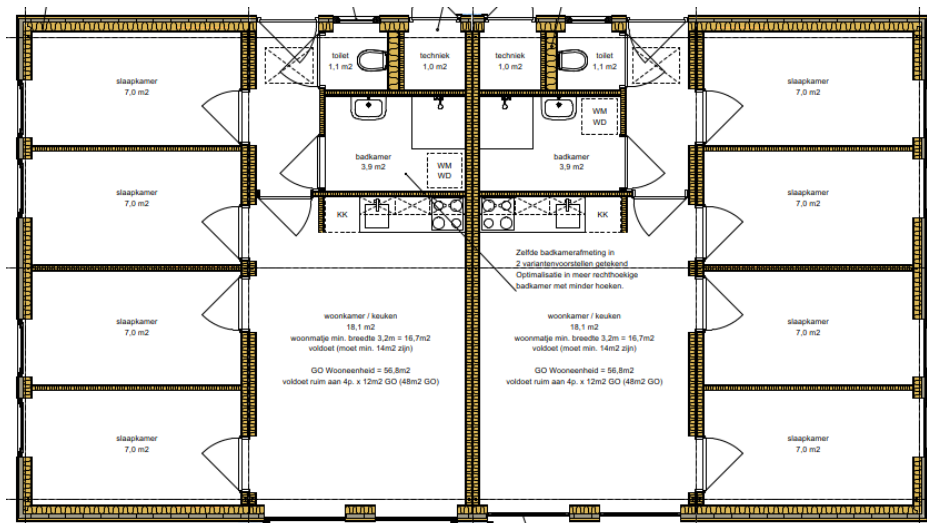 toilet
1,1 m2
techniek
1,0 m2
techniek
1,0 m2
toilet
1,1 m2
slaapkamer
7,0 m2
slaapkamer
7,0 m2
WM
WD
badkamer
3,9 m2
WM
WD
badkamer
3,9 m2
slaapkamer
7,0 m2
slaapkamer
7,0 m2
KK
KK
Zelfde badkamerafmeting in
2 variantenvoorstellen getekend
Optimalisatie in meer rechthoekige
badkamer met minder hoeken.
slaapkamer
7,0 m2
woonkamer / keuken
18,1 m2
woonmatje min. breedte 3,2m = 16,7m2
voldoet (moet min. 14m2 zijn)
GO Wooneenheid = 56,8m2
voldoet ruim aan 4p. x 12m2 GO (48m2 GO)
woonkamer / keuken
18,1 m2
woonmatje min. breedte 3,2m = 16,7m2
voldoet (moet min. 14m2 zijn)
GO Wooneenheid = 56,8m2
voldoet ruim aan 4p. x 12m2 GO (48m2 GO)
slaapkamer
7,0 m2
slaapkamer
7,0 m2
slaapkamer
7,0 m2